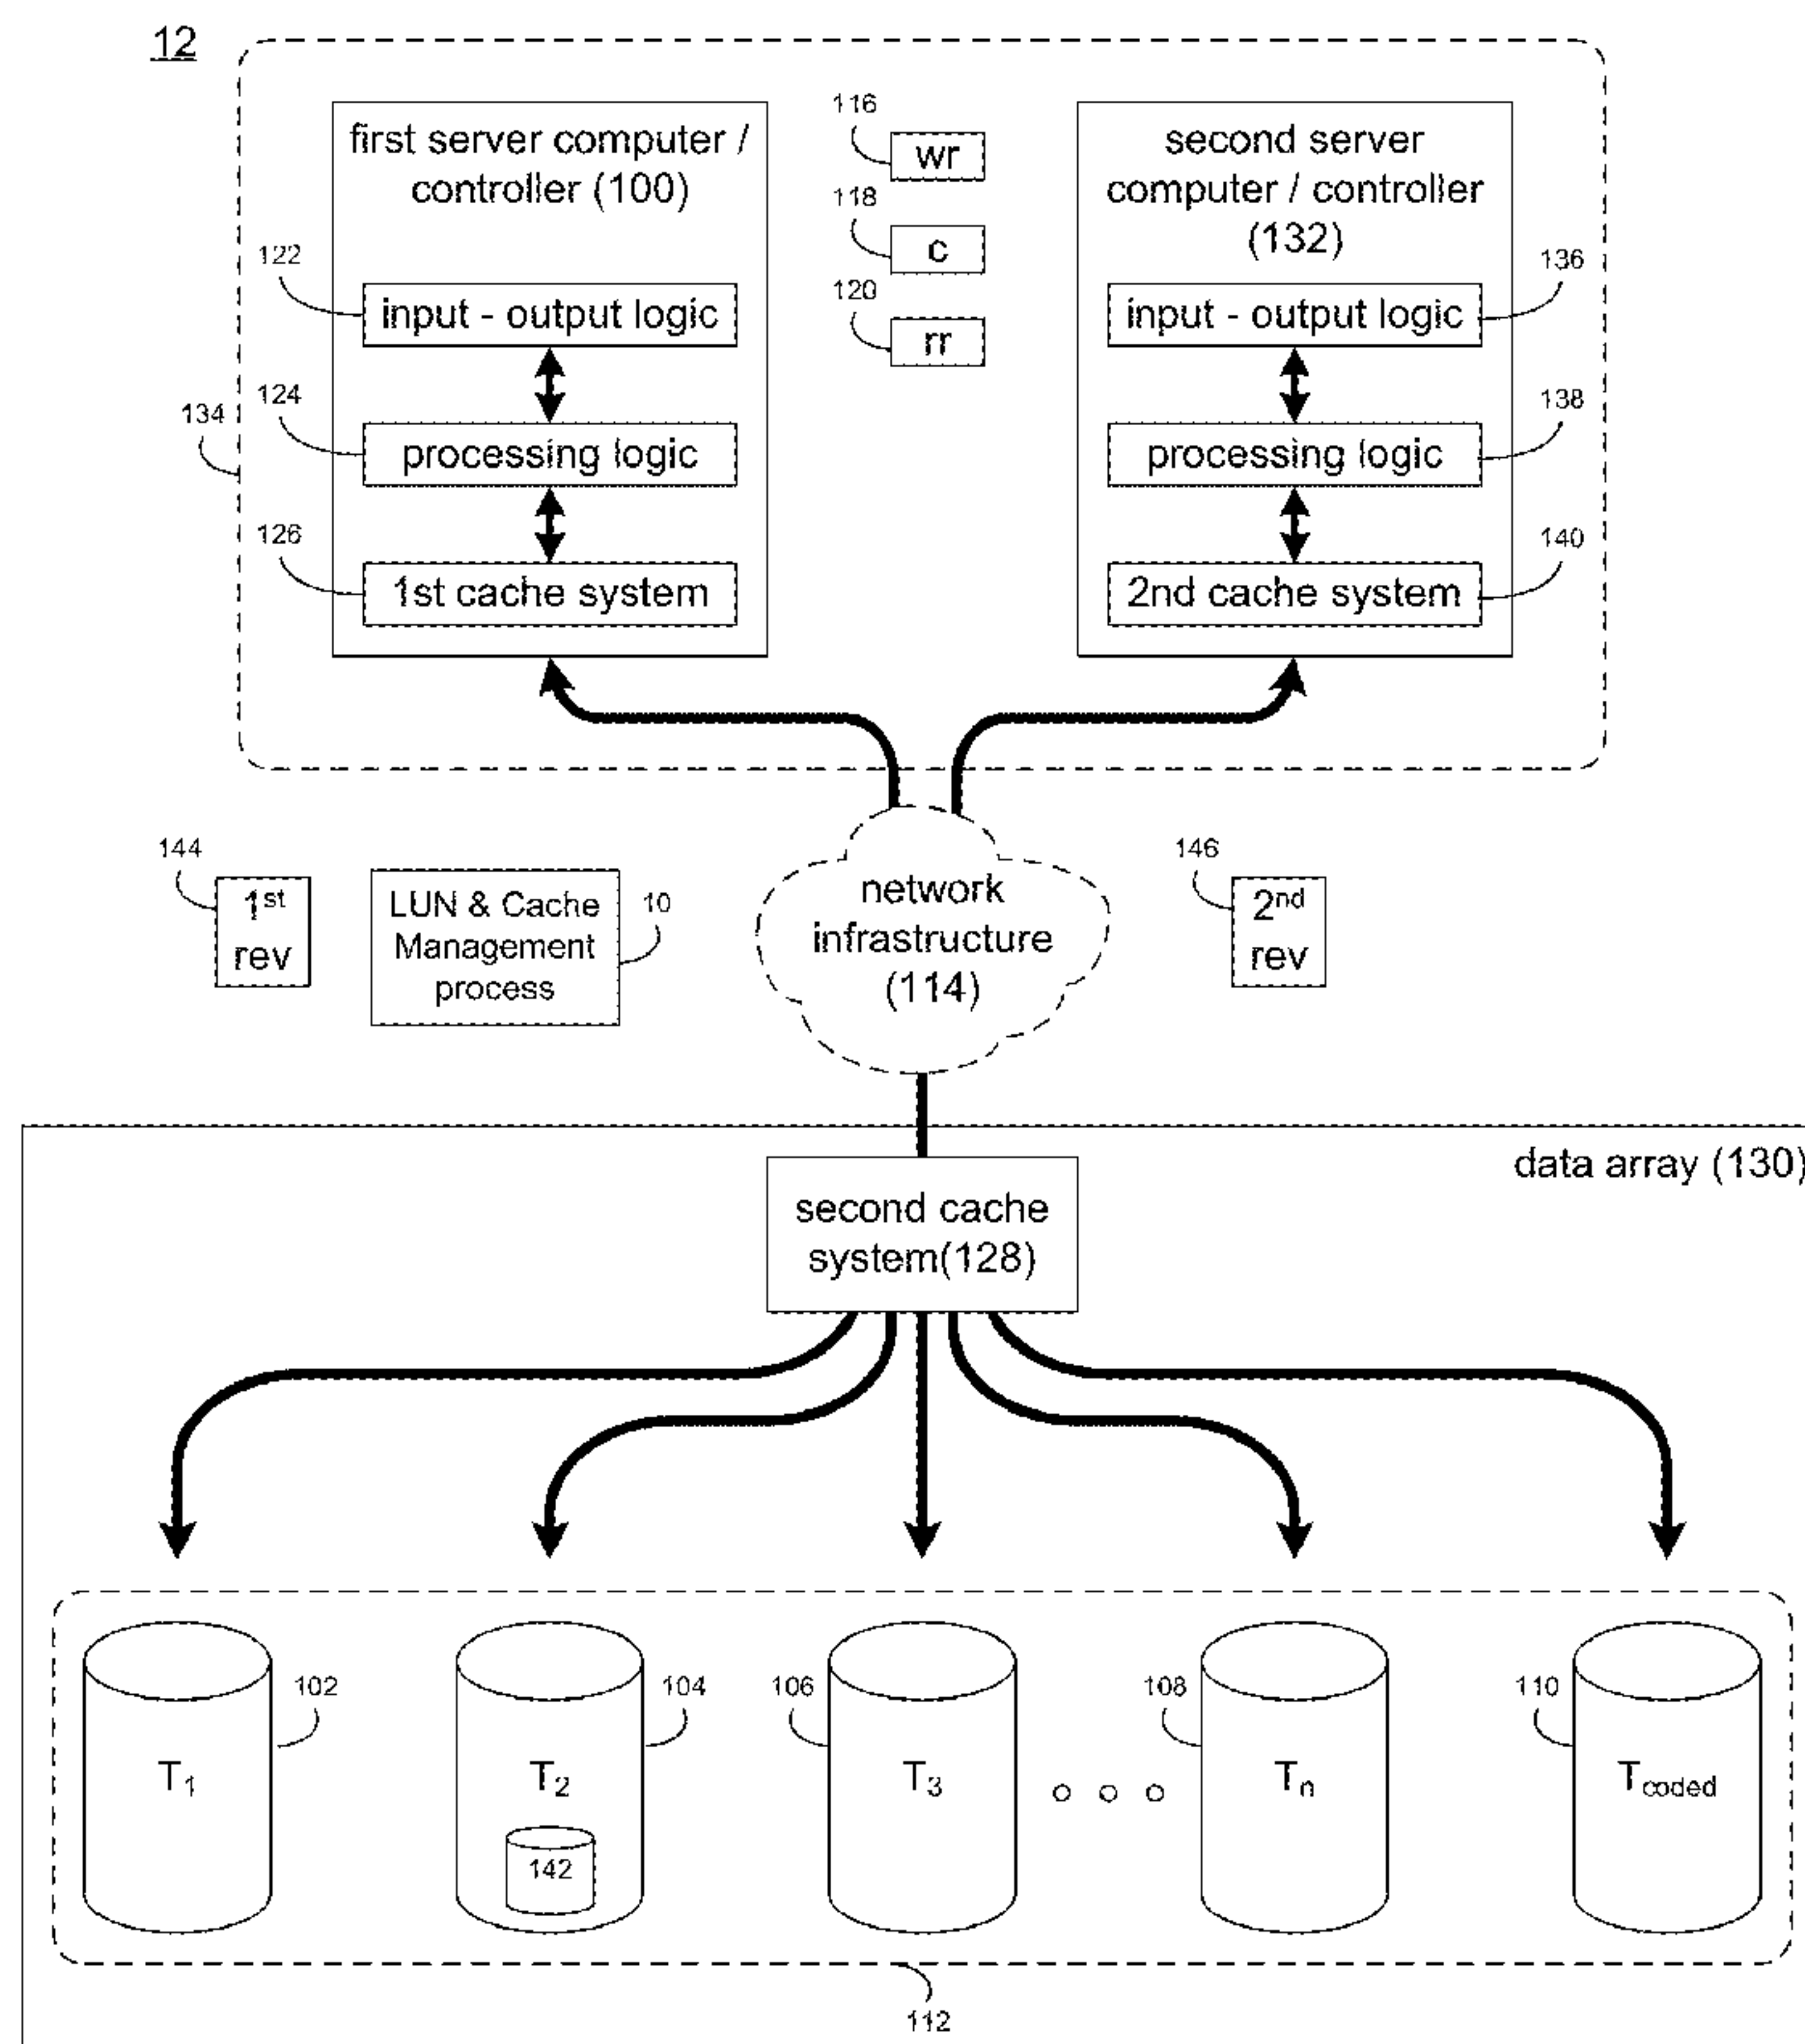 12
first server computer /
controller (100)
122
input - output logic
124
processing logic
126
1st cache system
134
116
wr
118
c
120
rr
second server
computer / controller
(132)
136
input - output logic
138
processing logic
140
2nd cache system
144
1st
rev
LUN & Cache
Management
process
10
network
infrastructure
(114)
146
2nd
rev
data array (130)
second cache
system(128)
102
T1
104
T2
142
106
T3
108
Tn
110
Tcoded
112